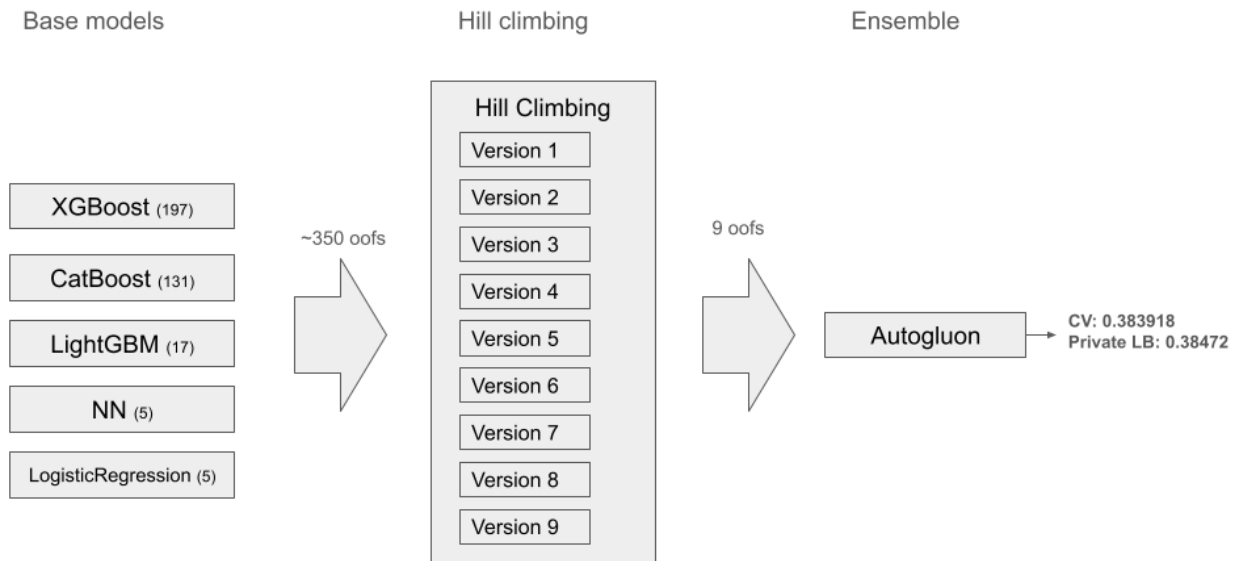 Base models
Hill climbing
Ensemble
XGBoost (197)
CatBoost (131)
LightGBM (17)
NN (5)
LogisticRegression (5)
~350 oofs
Hill Climbing
Version 1
Version 2
Version 3
Version 4
Version 5
Version 6
Version 7
Version 8
Version 9
9 oofs
Autogluon
CV: 0.383918
Private LB: 0.38472